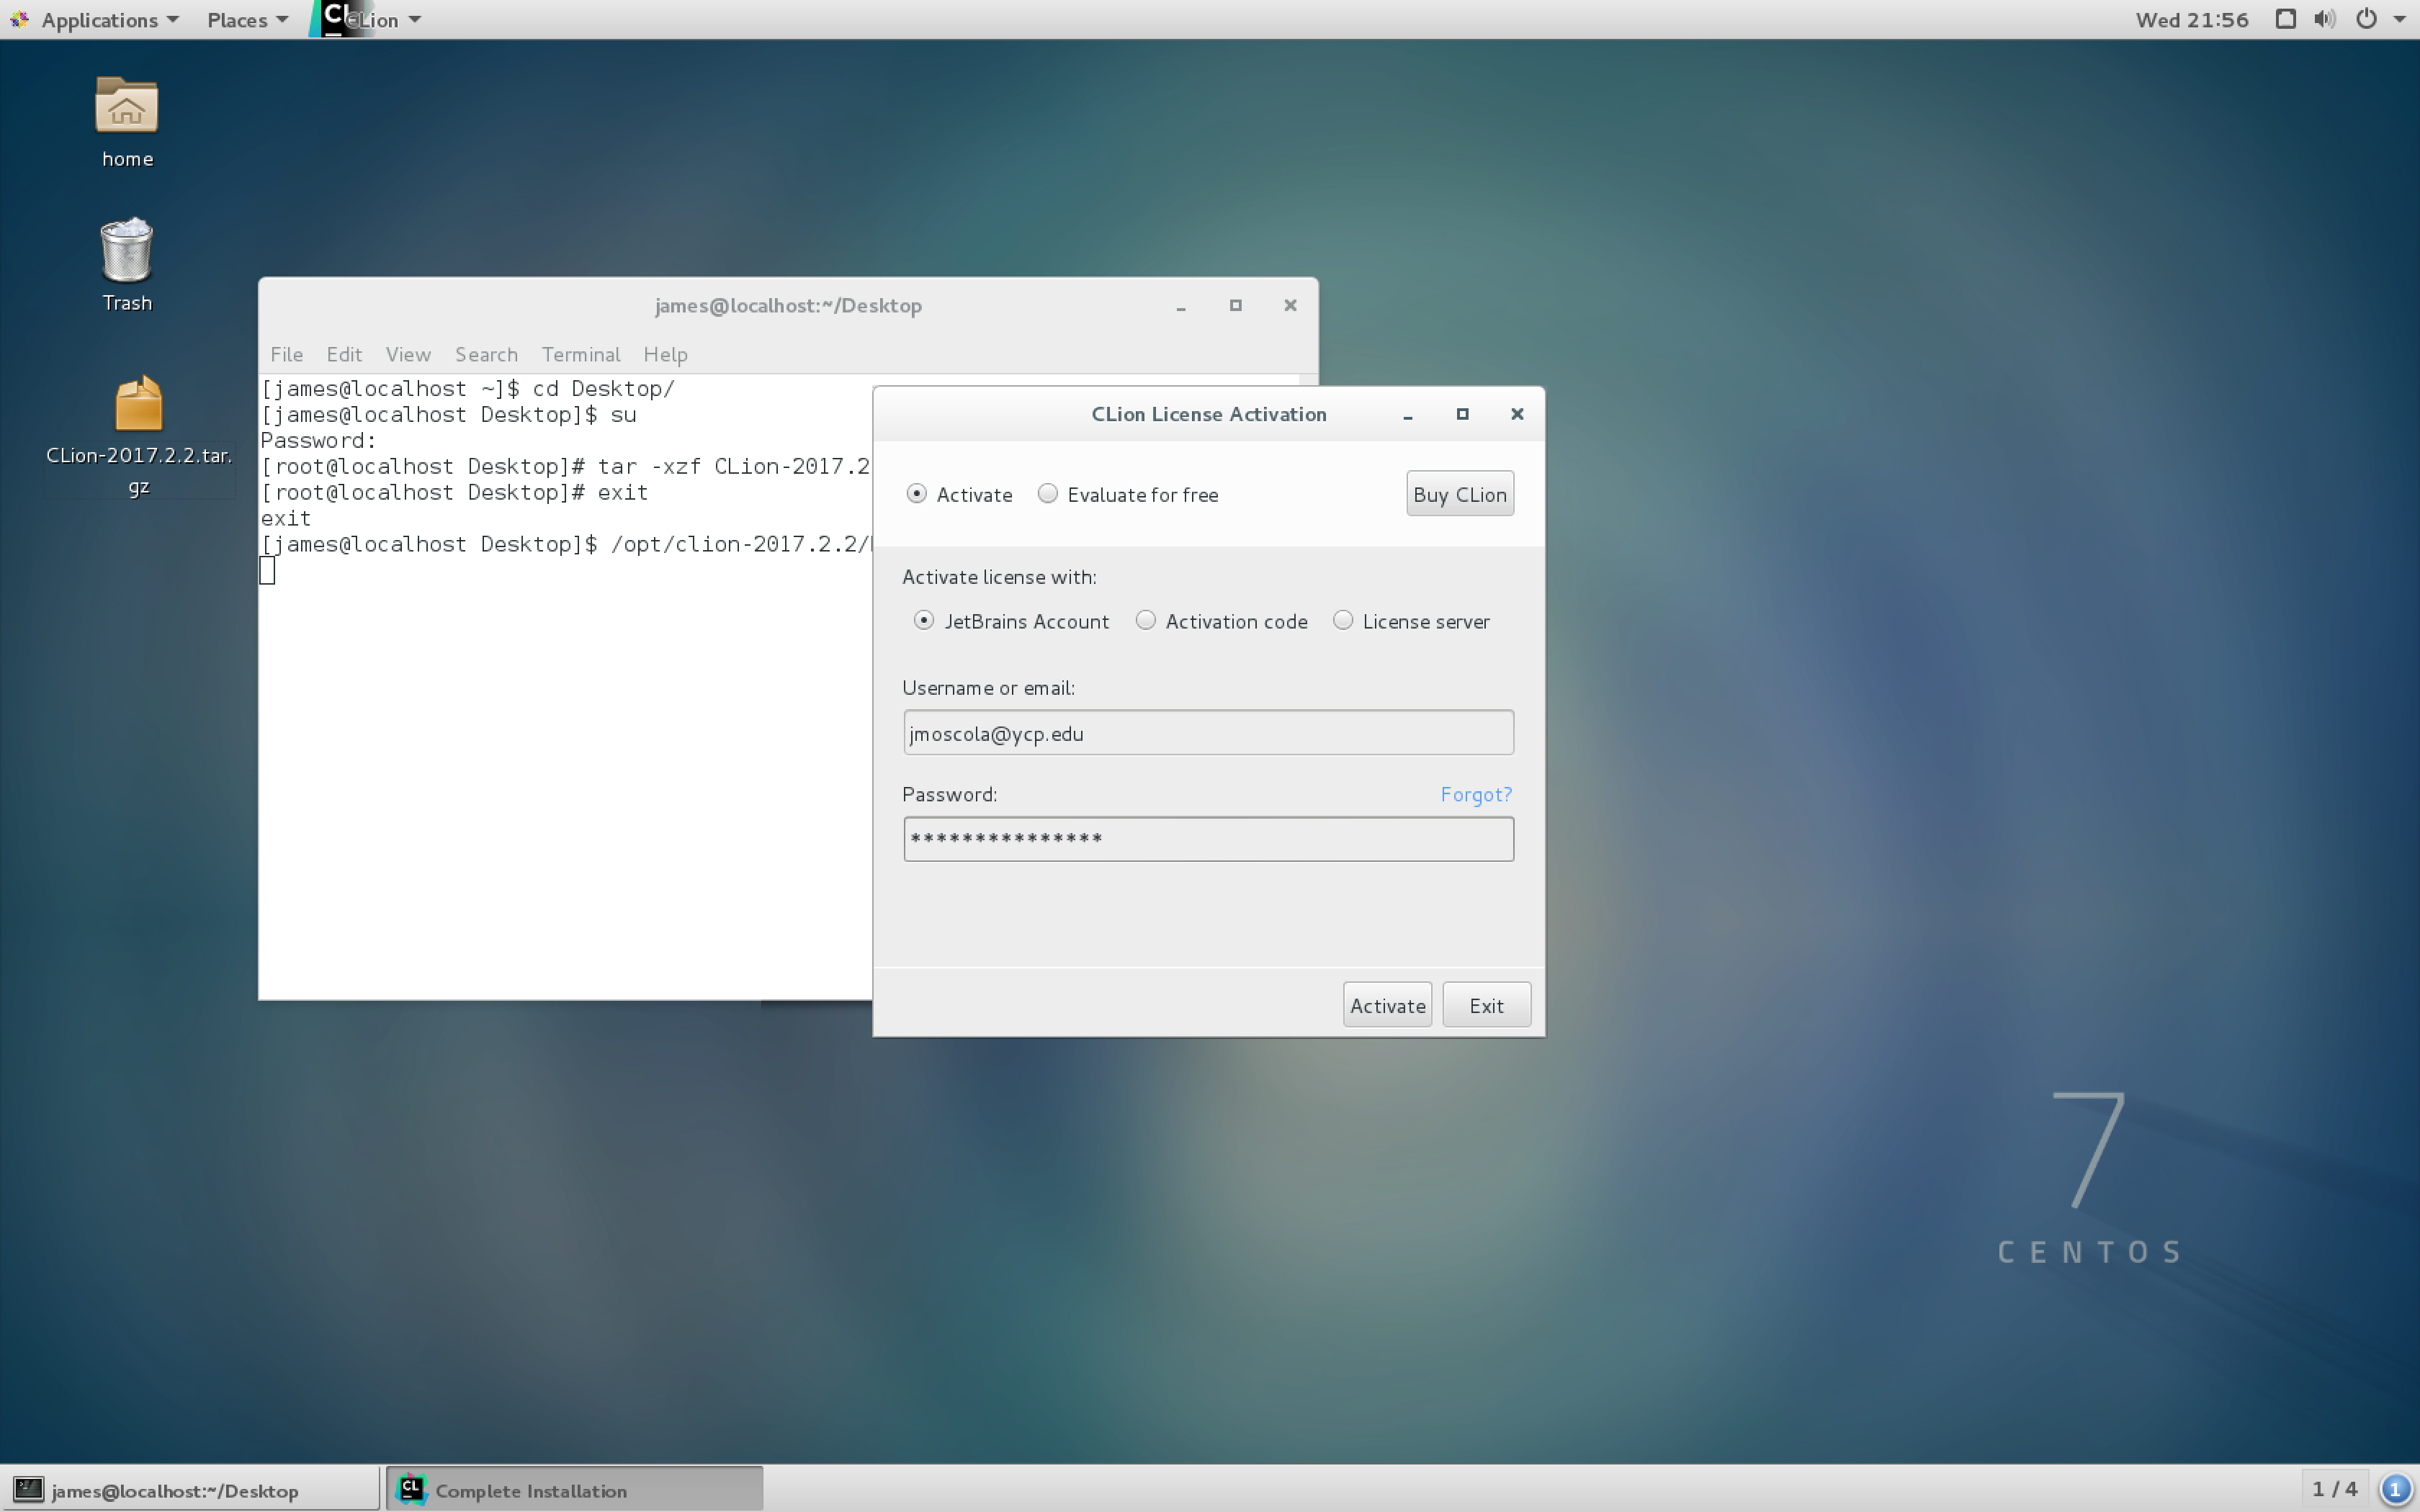 Applications Places CLion Wed 21:56
home
Trash
CLion-2017.2.2.tar.
gz
james@localhost:~/Desktop
File Edit View Search Terminal Help
[james@localhost ~]$ cd Desktop/
[james@localhost Desktop]$ su
Password:
[root@localhost Desktop]# tar -xzf CLion-2017.2
[root@localhost Desktop]# exit
exit
[james@localhost Desktop]$ /opt/clion-2017.2.2/
CLion License Activation
Activate Evaluate for free Buy CLion
Activate license with:
JetBrains Account Activation code License server
Username or email:
jmoscola@ycp.edu
Password: Forgot?
***************
Activate Exit
7
CENTOS
james@localhost:~/Desktop CL Complete Installation 1 / 4 1